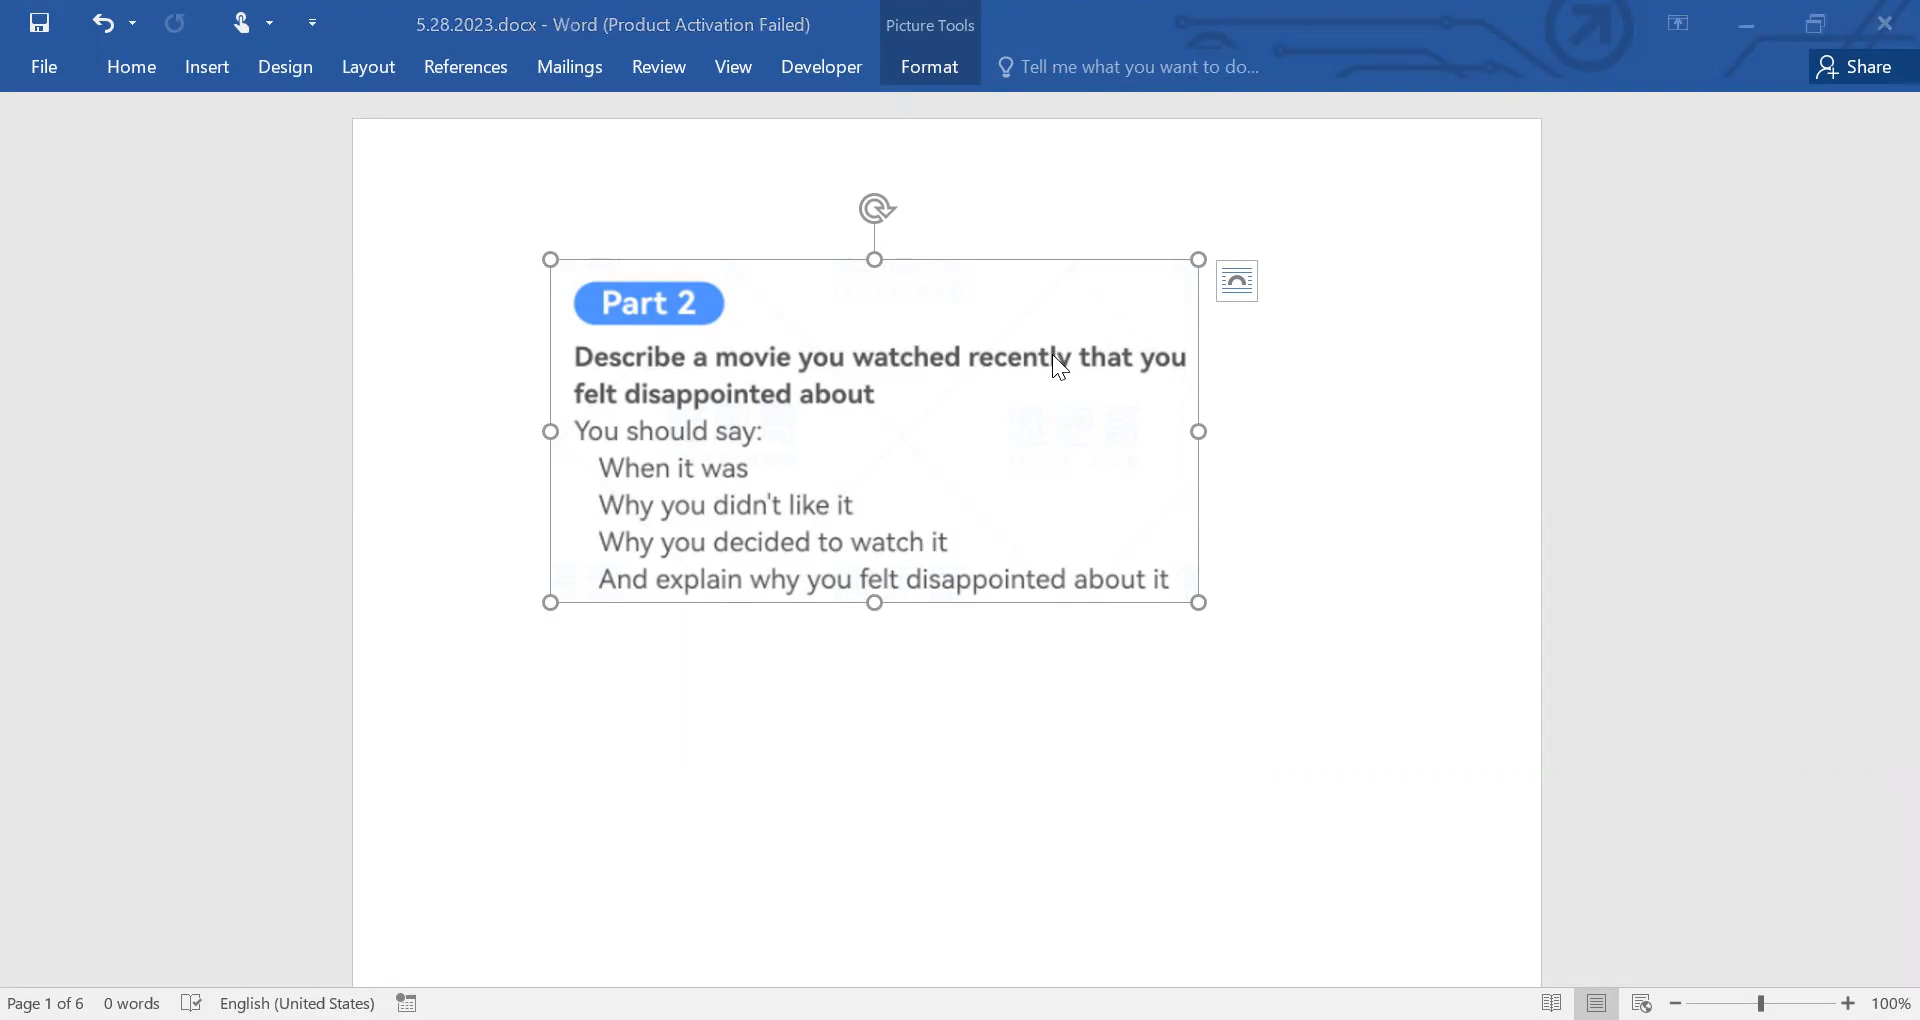 5.28.2023.docx - Word (Product Activation Failed)
Picture Tools
File
Home
Insert
Design
Layout
References
Mailings
Review
View
Developer
Format
Tell me what you want to do...
Share
Part 2
Describe a movie you watched recently that you
felt disappointed about
You should say:
When it was
Why you didn't like it
Why you decided to watch it
And explain why you felt disappointed about it
Page 1 of 6
0 words
English (United States)
100%